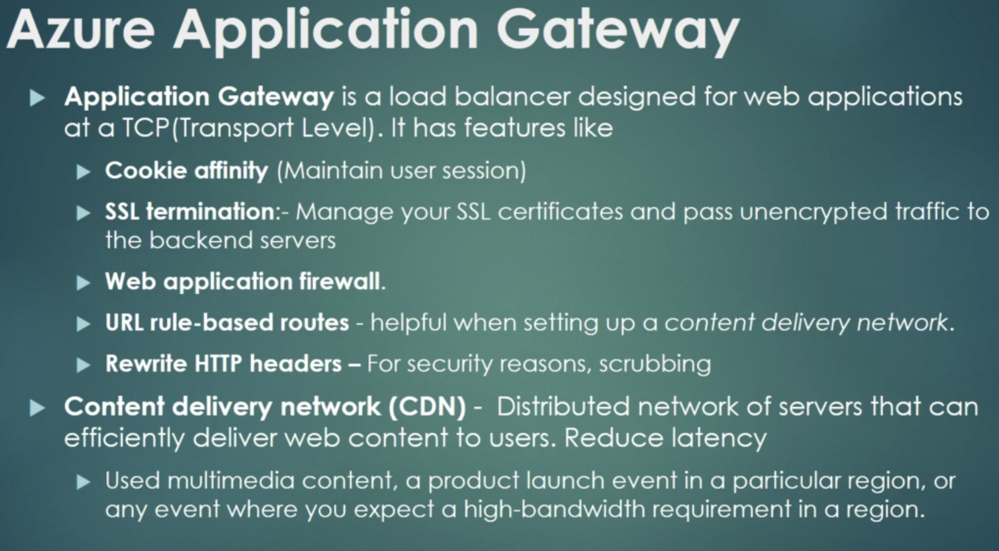 Azure Application Gateway
Application Gateway is a load balancer designed for web applications
at a TCP(Transport Level). It has features like
Cookie affinity (Maintain user session)
SSL termination:- Manage your SSL certificates and pass unencrypted traffic to
the backend servers
Web application firewall.
URL rule-based routes - helpful when setting up a content delivery network.
Rewrite HTTP headers – For security reasons, scrubbing
Content delivery network (CDN) - Distributed network of servers that can
efficiently deliver web content to users. Reduce latency
Used multimedia content, a product launch event in a particular region, or
any event where you expect a high-bandwidth requirement in a region.